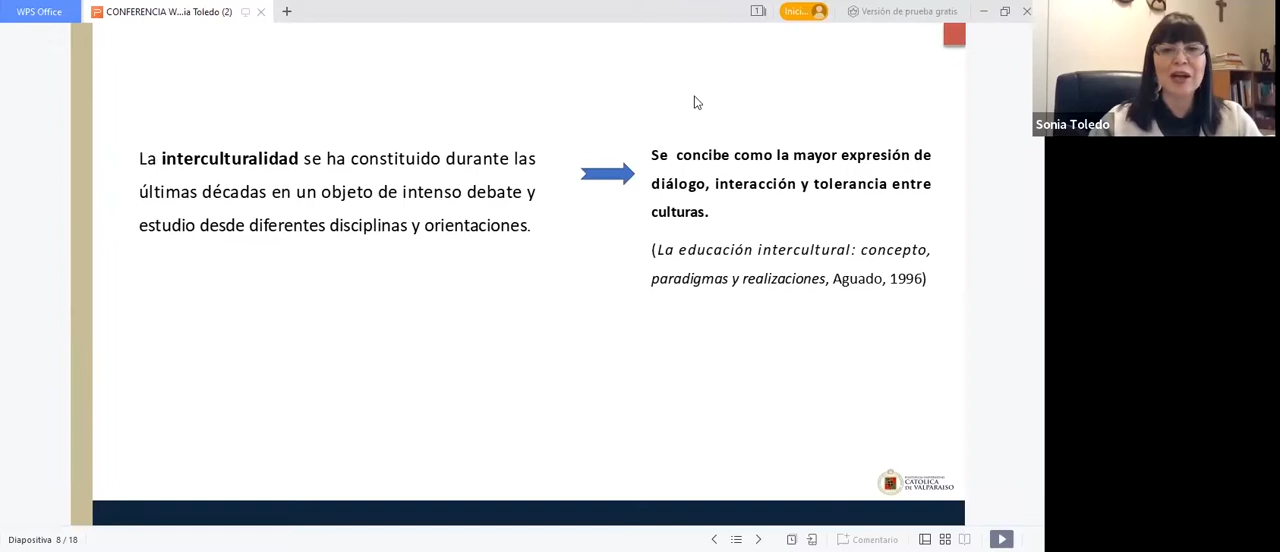 WPS Office
CONFERENCIA W...ia Toledo (2)
1
Inici...
Versión de prueba gratis
Sonia Toledo
La interculturalidad se ha constituido durante las
últimas décadas en un objeto de intenso debate y
estudio desde diferentes disciplinas y orientaciones.
Se concibe como la mayor expresión de
diálogo, interacción y tolerancia entre
culturas.
(La educación intercultural: concepto,
paradigmas y realizaciones, Aguado, 1996)
CATOLICA
DE VALPARAISO
Diapositiva 8 / 18
Comentario